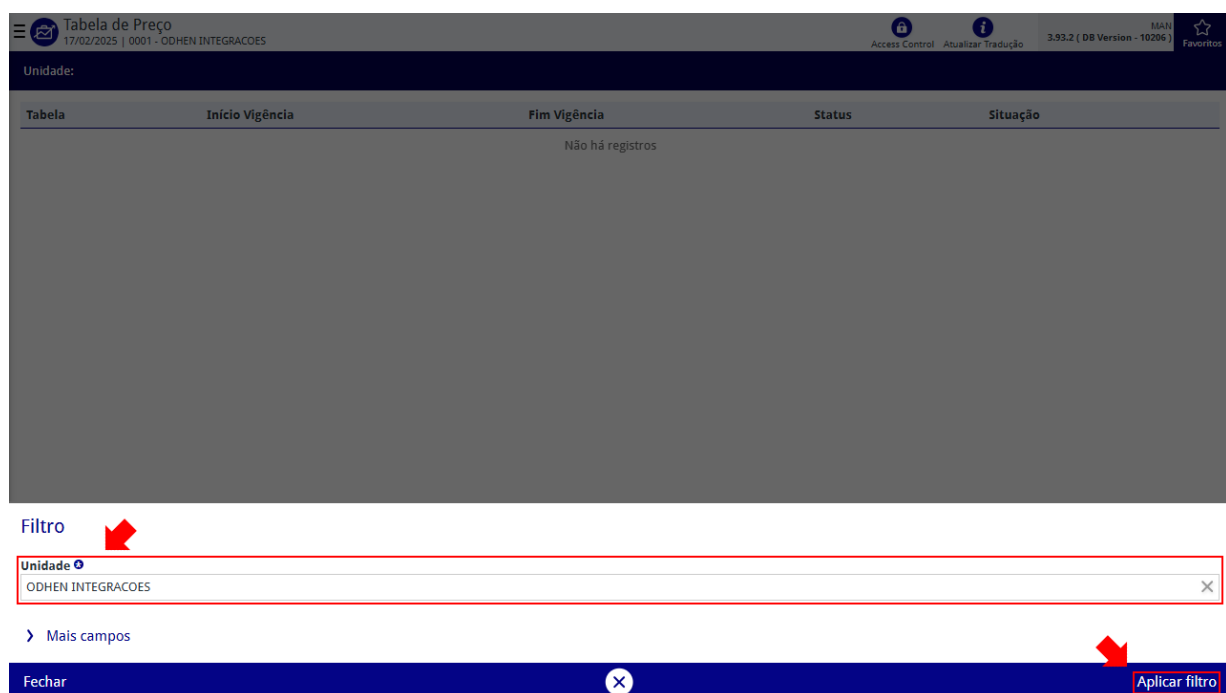 Tabela de Preço
17/02/2025 | 0001 - ODHEN INTEGRACOES
Access Control
Atualizar Tradução
MAN
3.93.2 ( DB Version - 10206 )
Favoritos
Unidade:
Tabela Início Vigência Fim Vigência Status Situação
Não há registros
Filtro
Unidade
ODHEN INTEGRACOES
Mais campos
Fechar Aplicar filtro